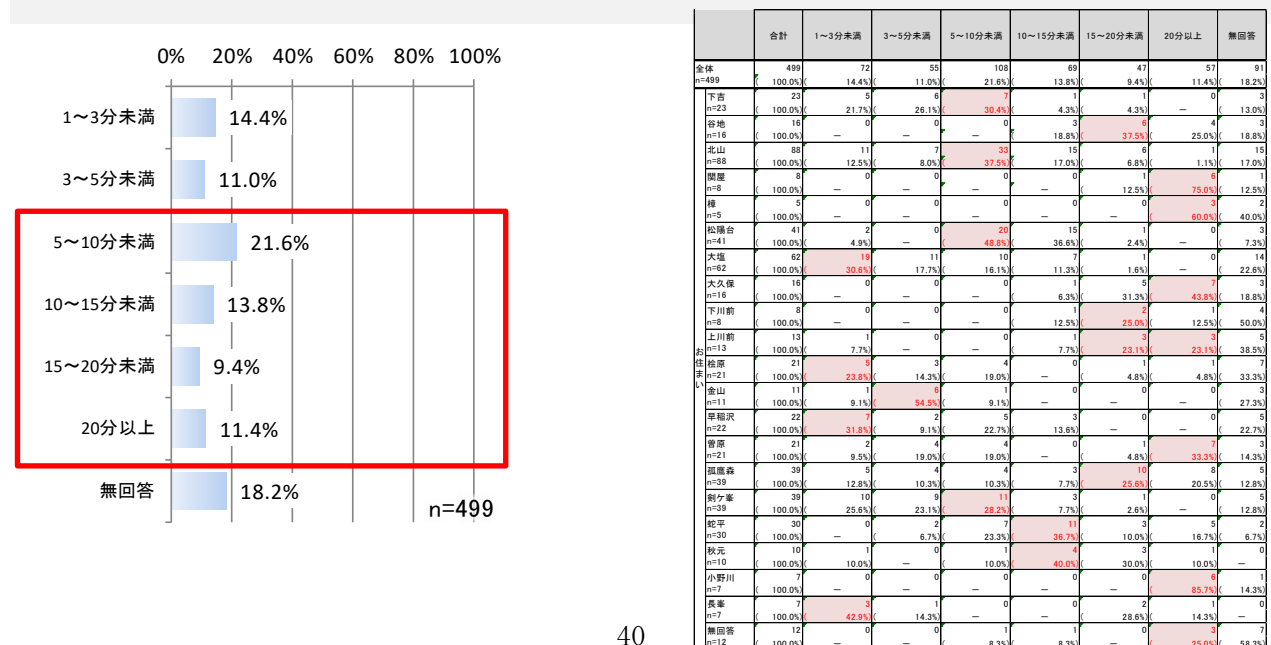 0% 20% 40% 60% 80% 100%
1～3分未満 14.4%
3～5分未満 11.0%
5～10分未満 21.6%
10～15分未満 13.8%
15～20分未満 9.4%
20分以上 11.4%
無回答 18.2%
n=499
40
合計 1～3分未満 3～5分未満 5～10分未満 10～15分未満 15～20分未満 20分以上 無回答
全体 499 72 55 108 69 47 57 91
n=499 ( 100.0%)( 14.4%)( 11.0%)( 21.6%)( 13.8%)( 9.4%)( 11.4%)( 18.2%)
お住まい
下吉 23 5 6 7 1 1 0 3
n=23 ( 100.0%)( 21.7%)( 26.1%)( 30.4%)( 4.3%)( 4.3%) － ( 13.0%)
谷地 16 0 0 0 3 6 4 3
n=16 ( 100.0%) － － － ( 18.8%)( 37.5%)( 25.0%)( 18.8%)
北山 88 11 7 33 15 6 1 15
n=88 ( 100.0%)( 12.5%)( 8.0%)( 37.5%)( 17.0%)( 6.8%)( 1.1%)( 17.0%)
関屋 8 0 0 0 0 1 6 1
n=8 ( 100.0%) － － － － ( 12.5%)( 75.0%)( 12.5%)
樟 5 0 0 0 0 0 3 2
n=5 ( 100.0%) － － － － － ( 60.0%)( 40.0%)
松陽台 41 2 0 20 15 1 0 3
n=41 ( 100.0%)( 4.9%) － ( 48.8%)( 36.6%)( 2.4%) － ( 7.3%)
大塩 62 19 11 10 7 1 0 14
n=62 ( 100.0%)( 30.6%)( 17.7%)( 16.1%)( 11.3%)( 1.6%) － ( 22.6%)
大久保 16 0 0 0 1 5 7 3
n=16 ( 100.0%) － － － ( 6.3%)( 31.3%)( 43.8%)( 18.8%)
下川前 8 0 0 0 1 2 1 4
n=8 ( 100.0%) － － － ( 12.5%)( 25.0%)( 12.5%)( 50.0%)
上川前 13 1 0 0 1 3 3 5
n=13 ( 100.0%)( 7.7%) － － ( 7.7%)( 23.1%)( 23.1%)( 38.5%)
桧原 21 5 3 4 0 1 1 7
n=21 ( 100.0%)( 23.8%)( 14.3%)( 19.0%) － ( 4.8%)( 4.8%)( 33.3%)
金山 11 1 6 1 0 0 0 3
n=11 ( 100.0%)( 9.1%)( 54.5%)( 9.1%) － － － ( 27.3%)
早稲沢 22 7 2 5 3 0 0 5
n=22 ( 100.0%)( 31.8%)( 9.1%)( 22.7%)( 13.6%) － － ( 22.7%)
曽原 21 2 4 4 0 1 7 3
n=21 ( 100.0%)( 9.5%)( 19.0%)( 19.0%) － ( 4.8%)( 33.3%)( 14.3%)
狐鷹森 39 5 4 4 3 10 8 5
n=39 ( 100.0%)( 12.8%)( 10.3%)( 10.3%)( 7.7%)( 25.6%)( 20.5%)( 12.8%)
剣ケ峯 39 10 9 11 3 1 0 5
n=39 ( 100.0%)( 25.6%)( 23.1%)( 28.2%)( 7.7%)( 2.6%) － ( 12.8%)
蛇平 30 0 2 7 11 3 5 2
n=30 ( 100.0%) － ( 6.7%)( 23.3%)( 36.7%)( 10.0%)( 16.7%)( 6.7%)
秋元 10 1 0 1 4 3 1 0
n=10 ( 100.0%)( 10.0%) － ( 10.0%)( 40.0%)( 30.0%)( 10.0%) －
小野川 7 0 0 0 0 0 6 1
n=7 ( 100.0%) － － － － － ( 85.7%)( 14.3%)
長峯 7 3 1 0 0 2 1 0
n=7 ( 100.0%)( 42.9%)( 14.3%) － － ( 28.6%)( 14.3%) －
無回答 12 0 0 1 1 0 3 7
n=12 ( 100.0%) － － ( 8.3%)( 8.3%) － ( 25.0%)( 58.3%)